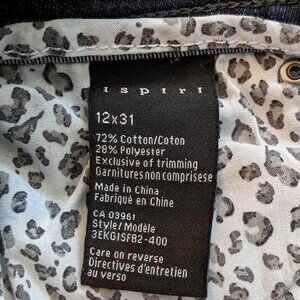 ispiri
12x31
72% Cotton/Coton
28% Polyester
Exclusive of trimming
Garnitures non comprisese
Made in China
Fabriqué en Chine
CA 03961
Style/Modèle
3EKG1SFB2-400
Care on reverse
Directives d'entretien
au verso